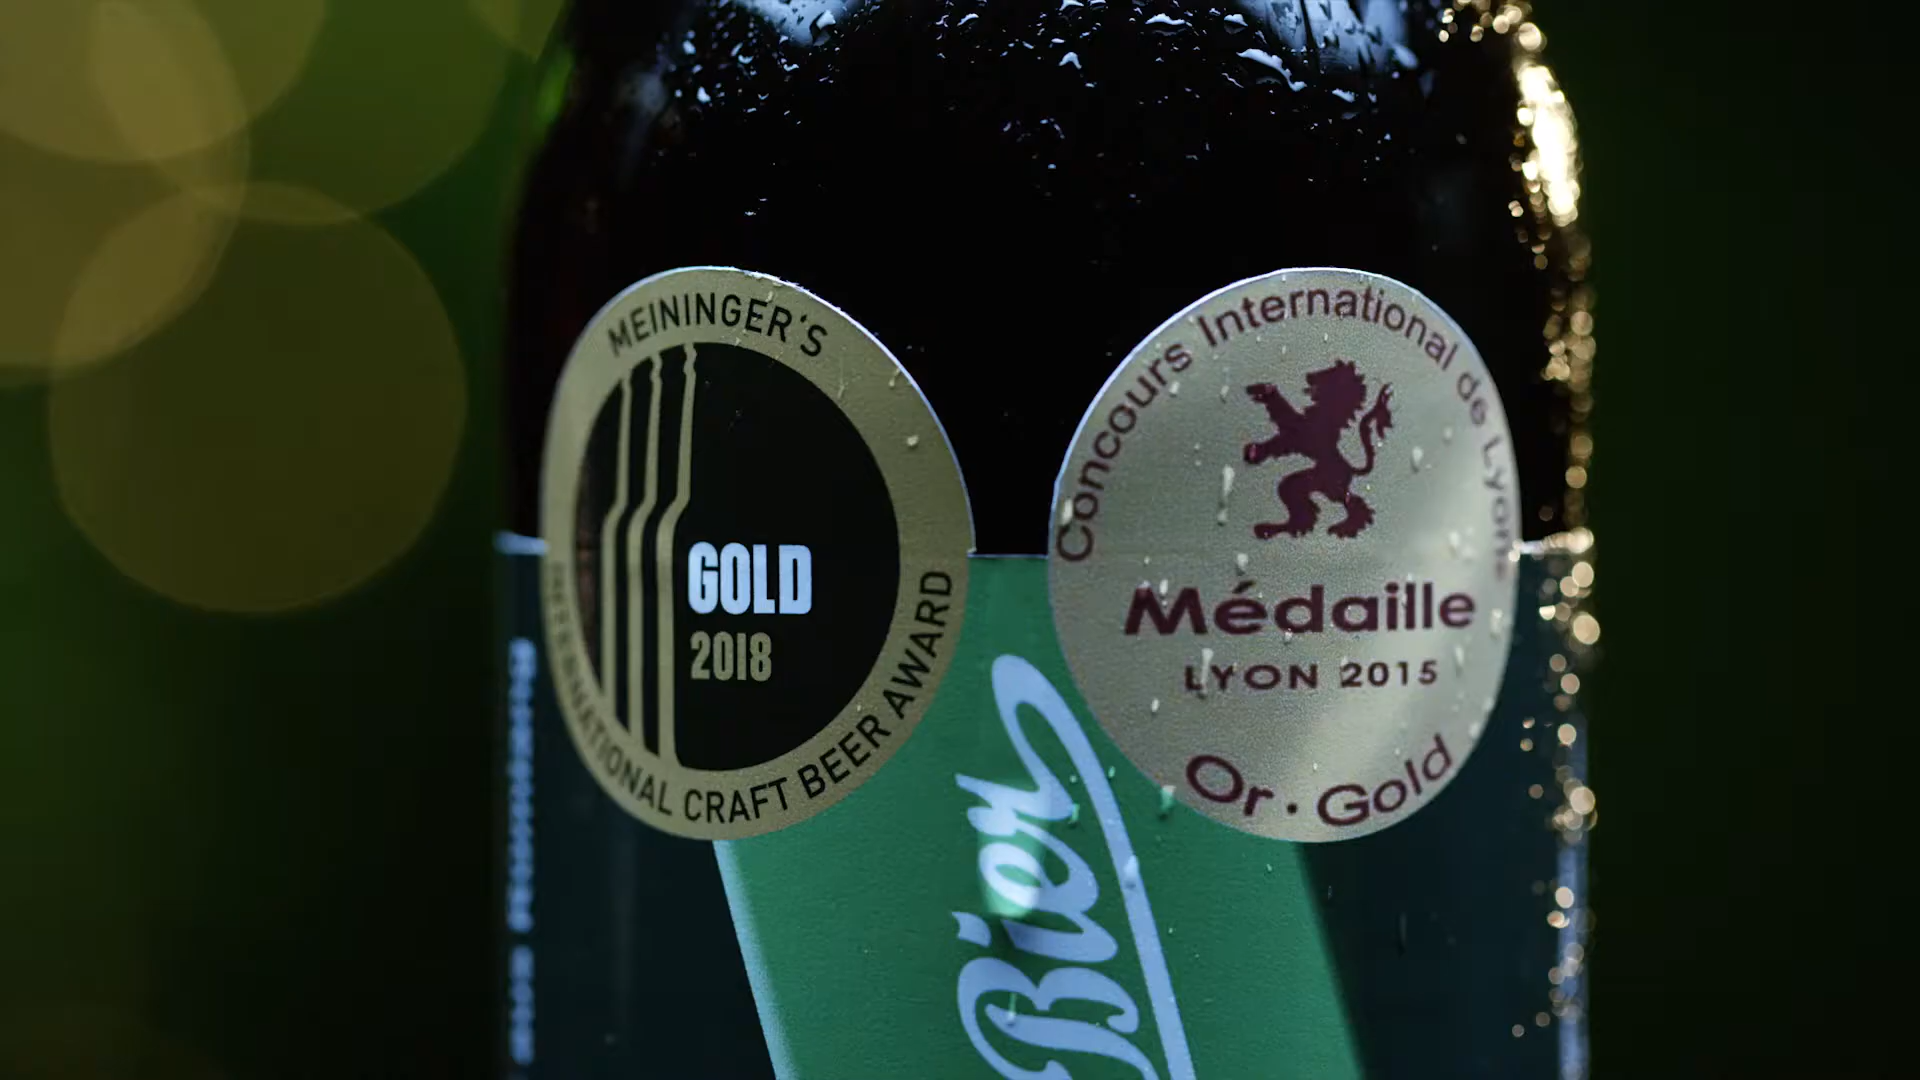 MEININGER'S
GOLD
2018
INTERNATIONAL CRAFT BEER AWARD
Concours International de Lyon
Médaille
LYON 2015
Or · Gold
Bier